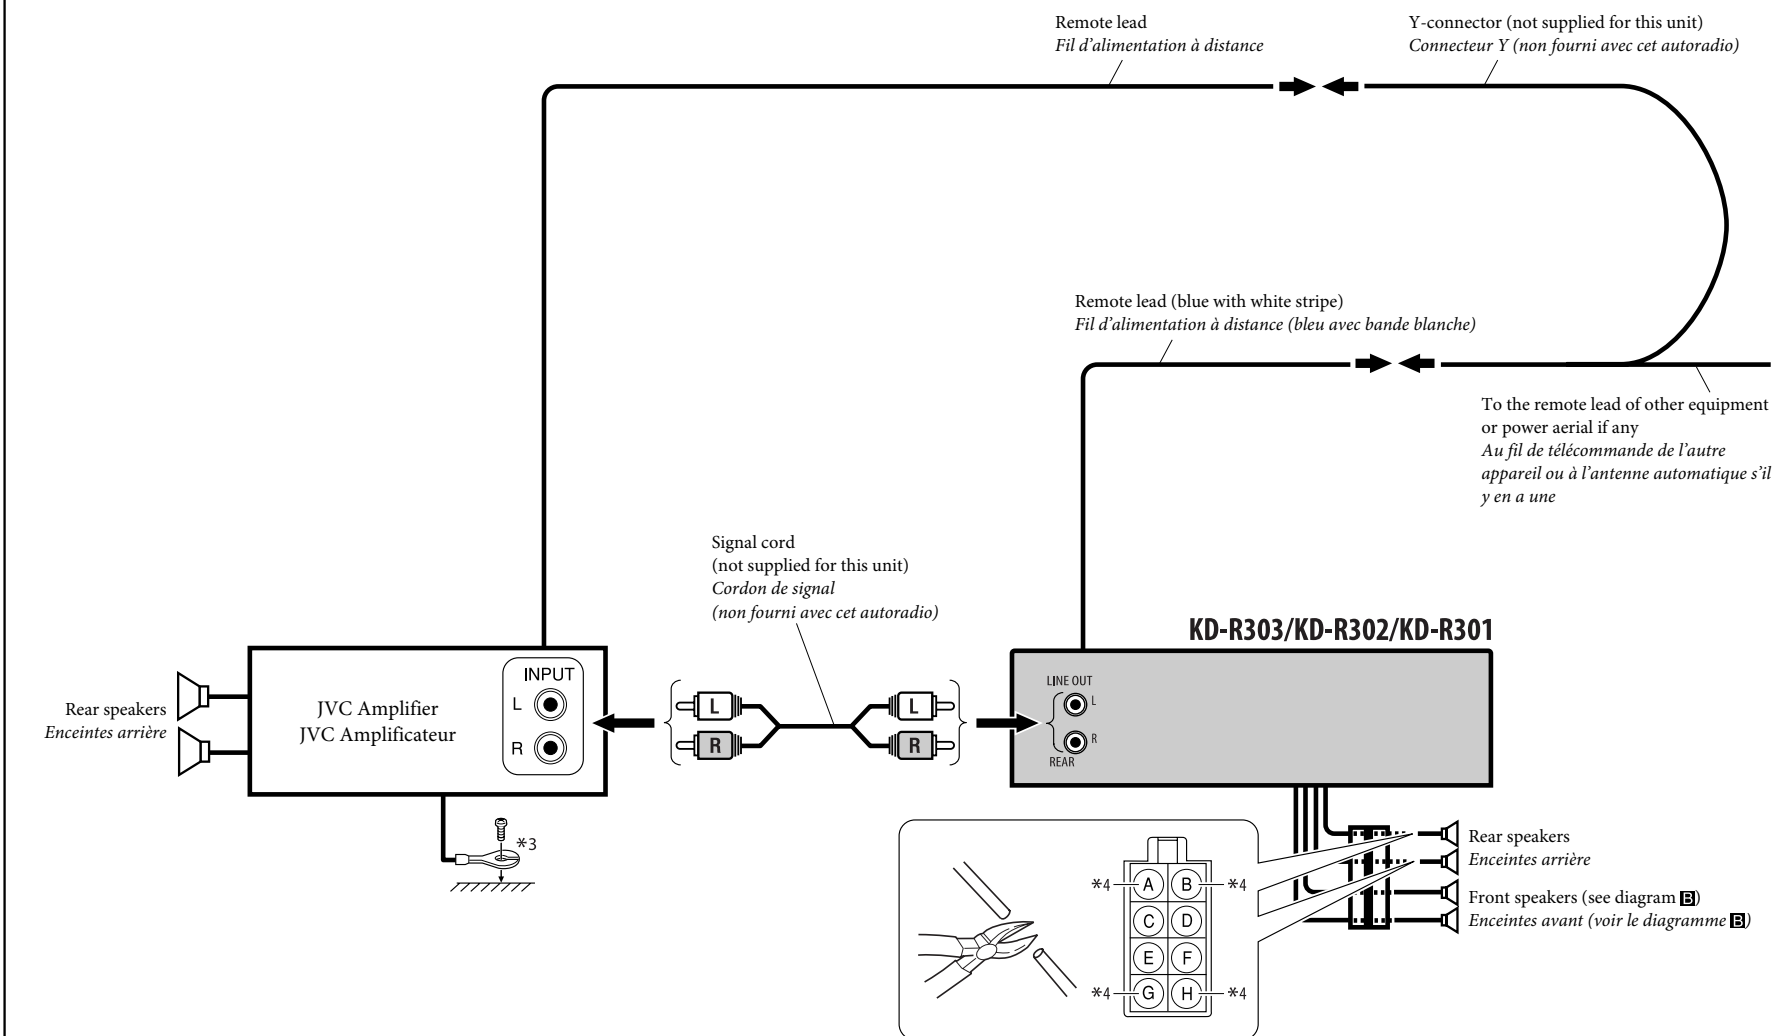 Remote lead
Fil d'alimentation à distance
Y-connector (not supplied for this unit)
Connecteur Y (non fourni avec cet autoradio)
Remote lead (blue with white stripe)
Fil d'alimentation à distance (bleu avec bande blanche)
To the remote lead of other equipment
or power aerial if any
Au fil de télécommande de l'autre
appareil ou à l'antenne automatique s'il
y en a une
Signal cord
(not supplied for this unit)
Cordon de signal
(non fourni avec cet autoradio)
KD-R303/KD-R302/KD-R301
Rear speakers
Enceintes arrière
JVC Amplifier
JVC Amplificateur
INPUT
L
R
L
R
L
R
LINE OUT
L
R
REAR
*3
Rear speakers
Enceintes arrière
Front speakers (see diagram B)
Enceintes avant (voir le diagramme B)
*4 A B *4
C D
E F
*4 G H *4